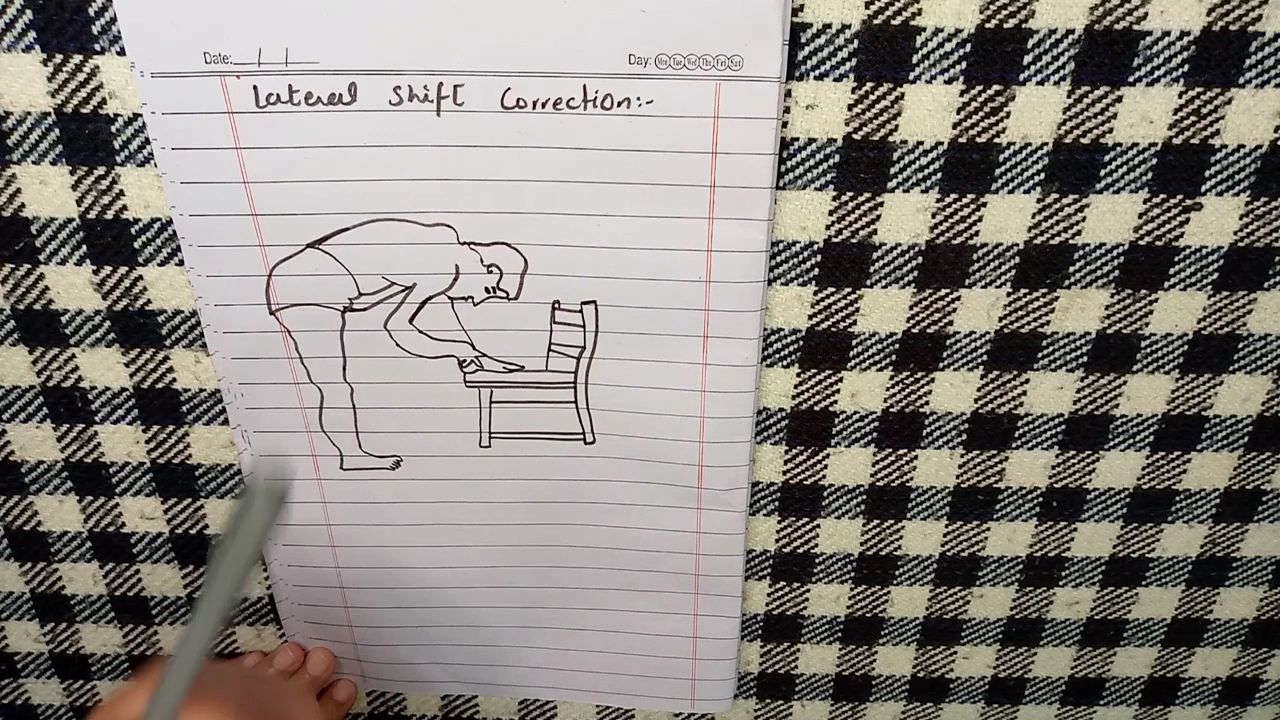 Date: / / Day: Mon Tue Wed Thu Fri Sat
Lateral Shift Correction:-